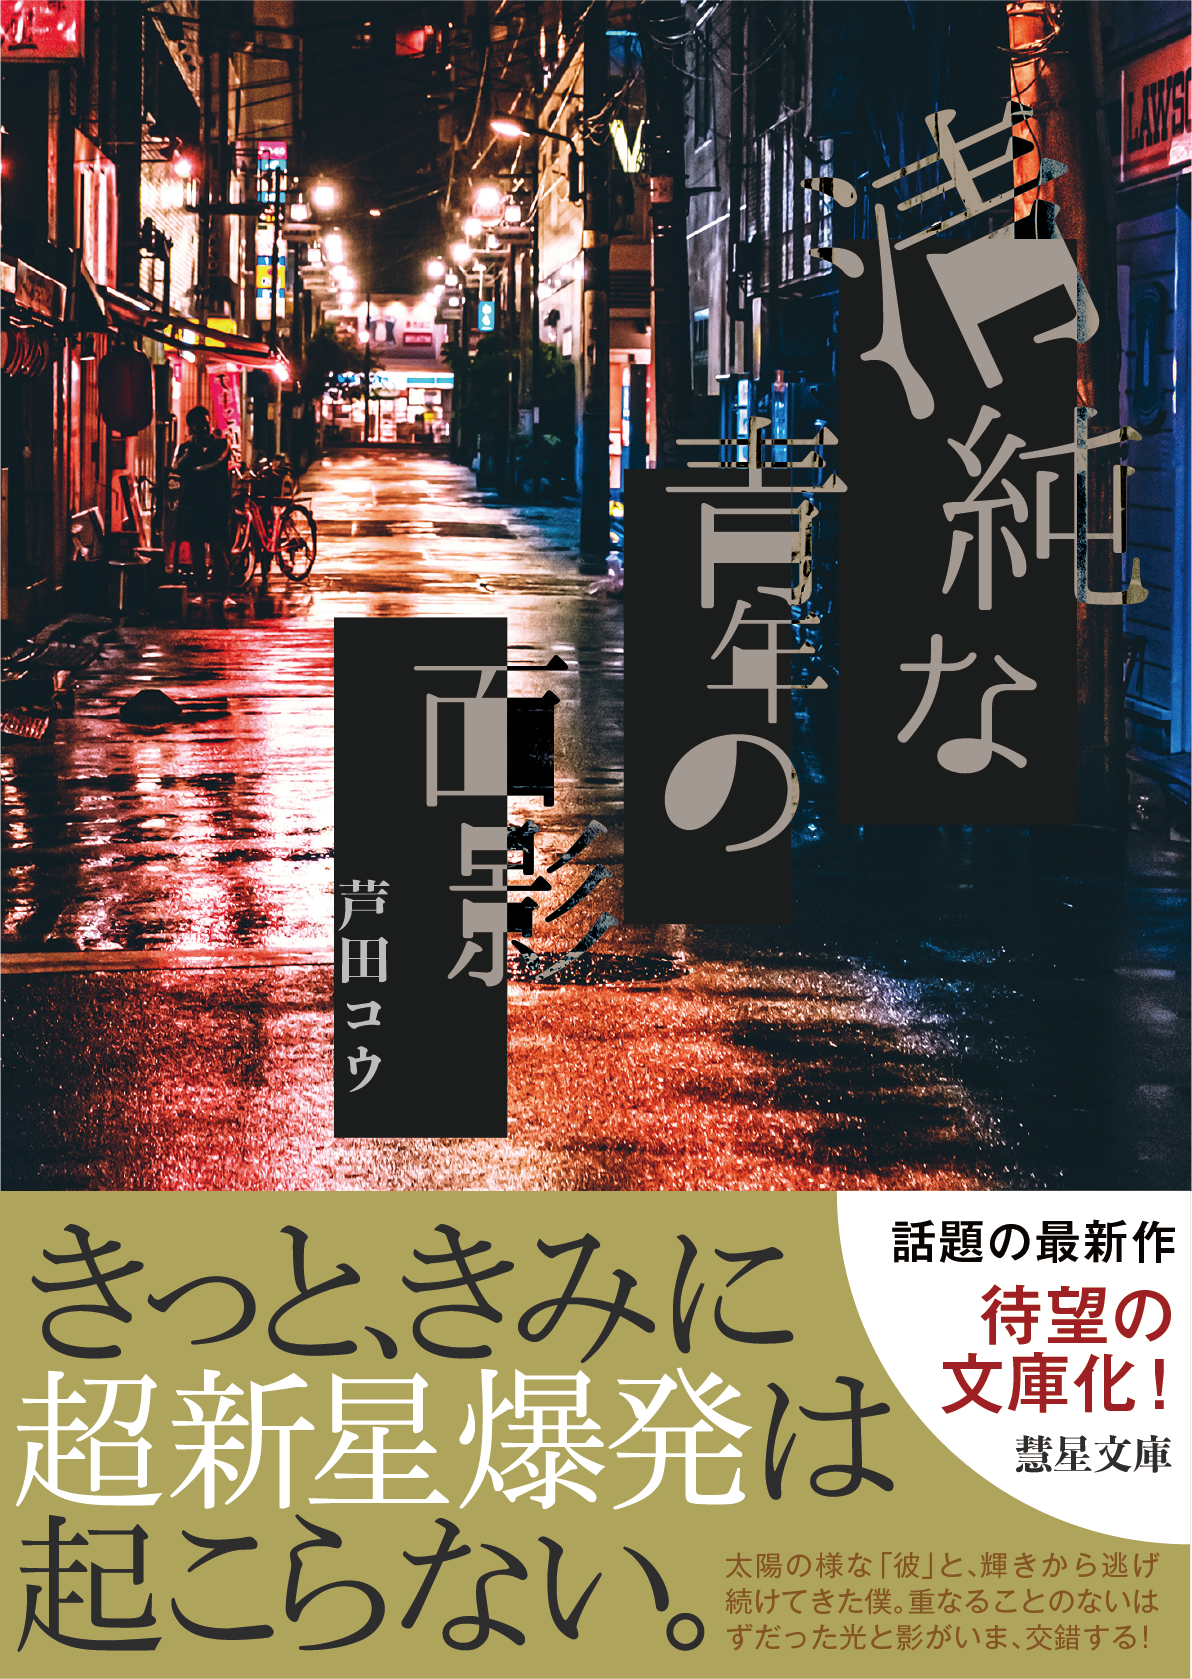 清純な
青年の
面影
芦田コウ
LAWSO
きっと、きみに
超新星爆発は
起こらない。
話題の最新作
待望の
文庫化！
慧星文庫
太陽の様な「彼」と、輝きから逃げ
続けてきた僕。重なることのないは
ずだった光と影がいま、交錯する！